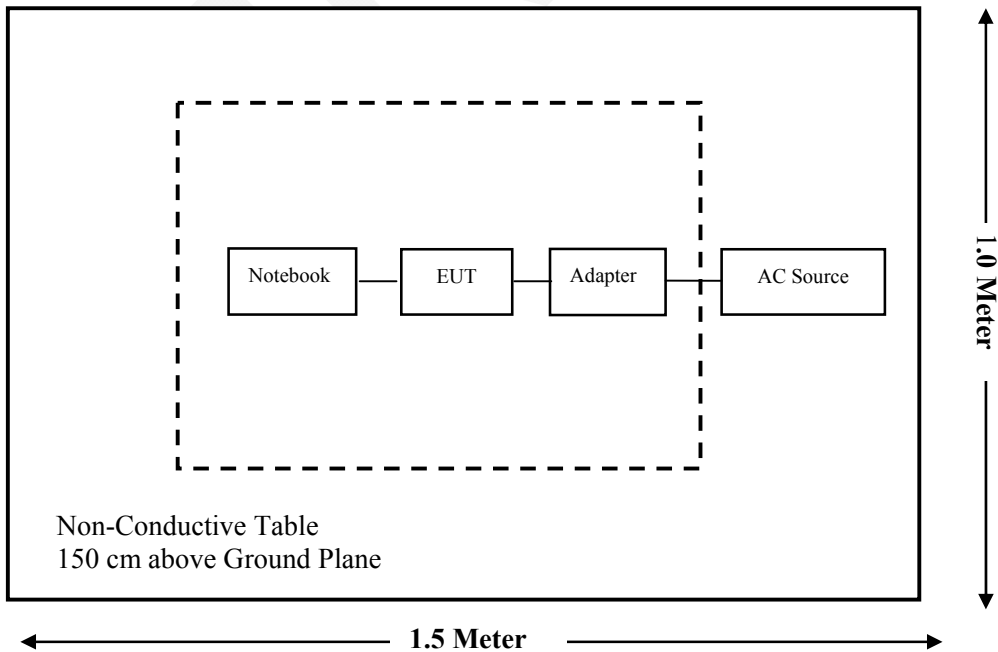 Notebook
EUT
Adapter
AC Source
1.0 Meter
Non-Conductive Table
150 cm above Ground Plane
1.5 Meter